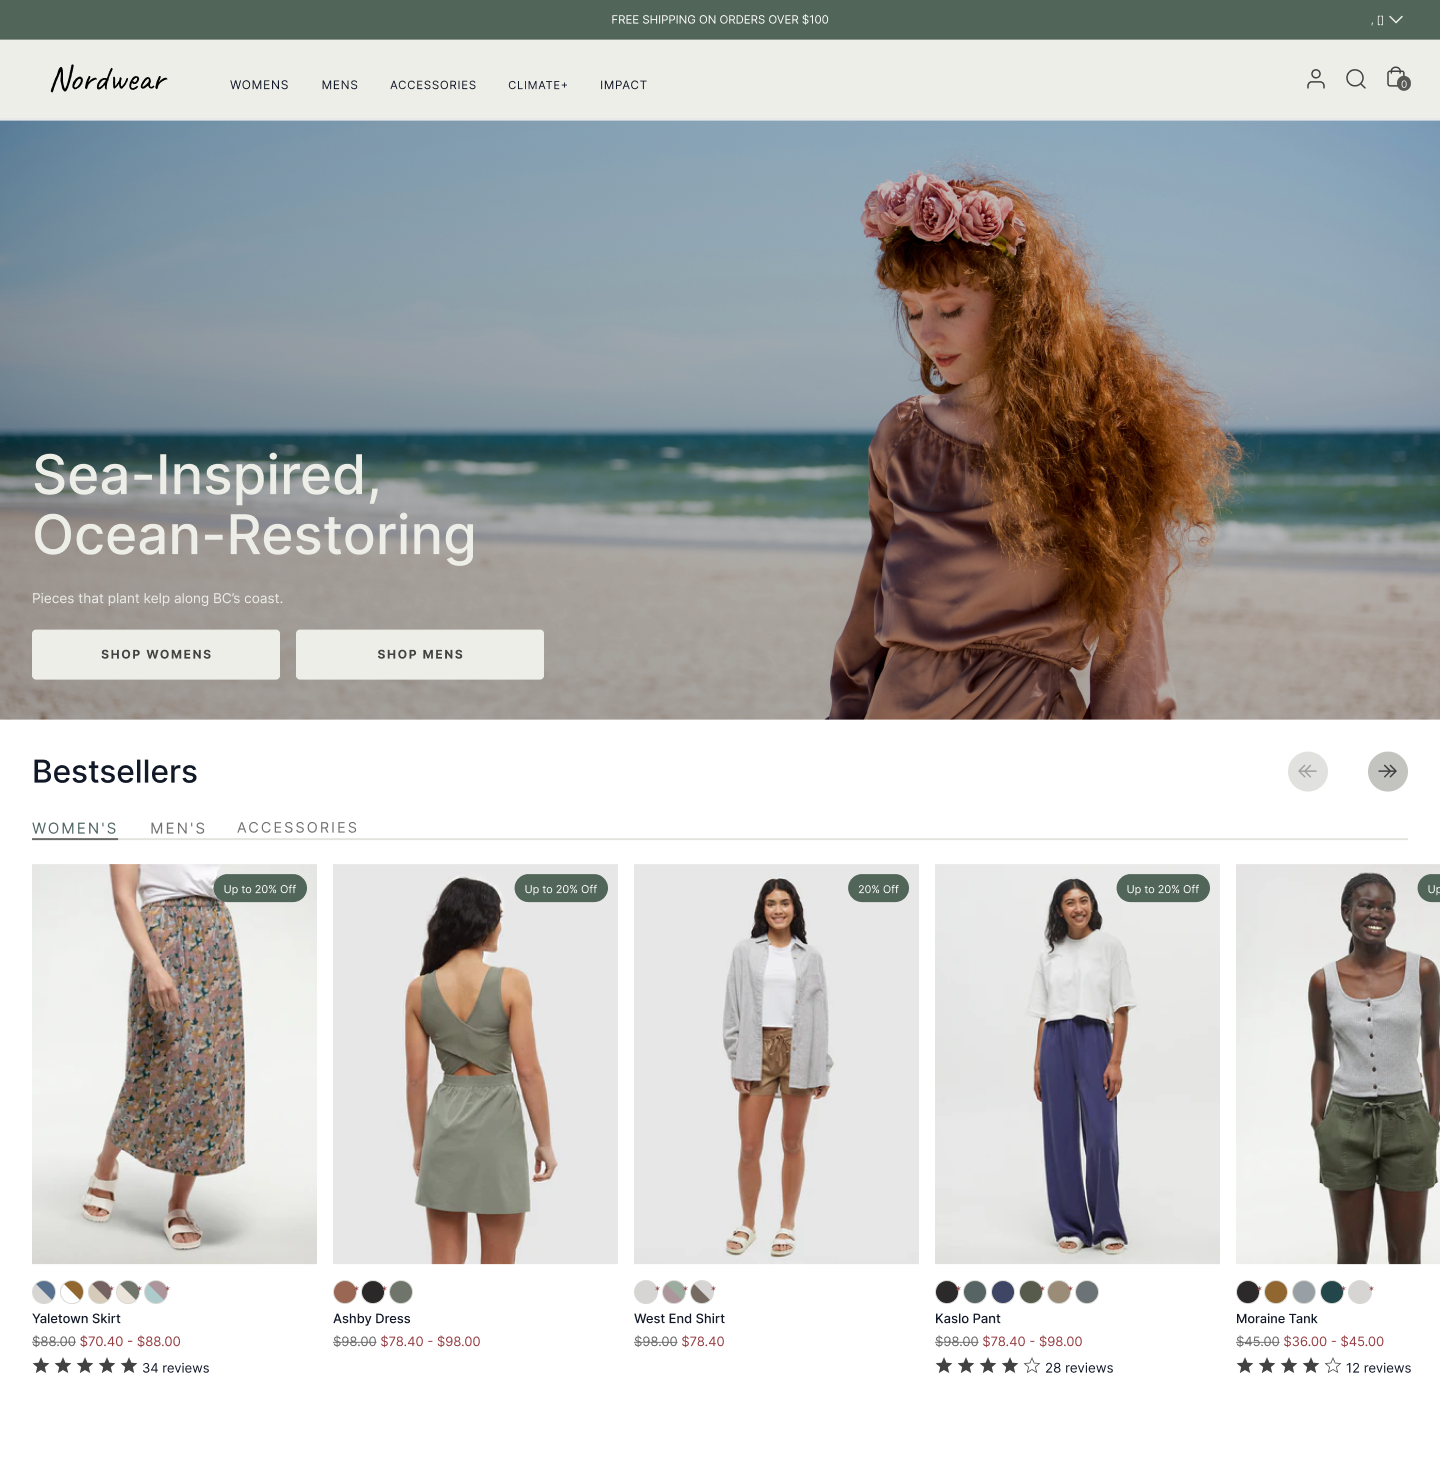 FREE SHIPPING ON ORDERS OVER $100
, []
Nordwear
WOMENS MENS ACCESSORIES CLIMATE+ IMPACT
0
Sea-Inspired,
Ocean-Restoring
Pieces that plant kelp along BC's coast.
SHOP WOMENS SHOP MENS
Bestsellers
WOMEN'S MEN'S ACCESSORIES
Up to 20% Off
Yaletown Skirt
$88.00 $70.40 - $88.00
34 reviews
Up to 20% Off
Ashby Dress
$98.00 $78.40 - $98.00
20% Off
West End Shirt
$98.00 $78.40
Up to 20% Off
Kaslo Pant
$98.00 $78.40 - $98.00
28 reviews
Up
Moraine Tank
$45.00 $36.00 - $45.00
12 reviews